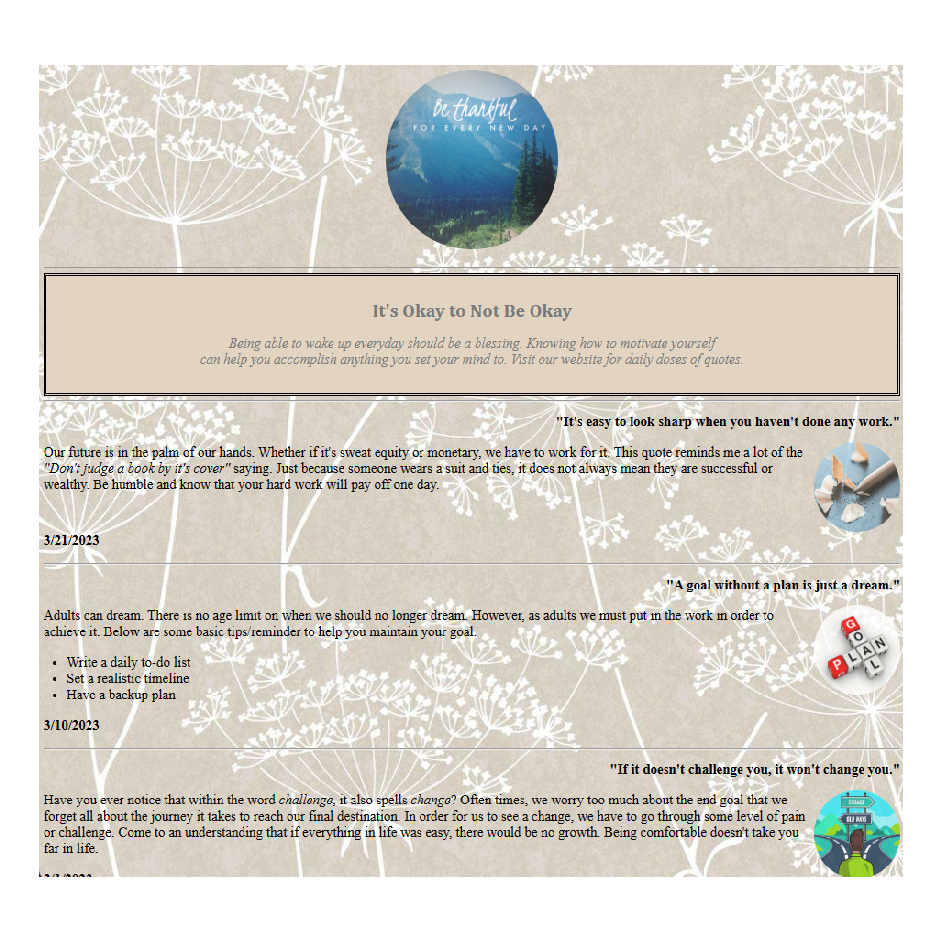 Be thankful
FOR EVERY NEW DAY
It's Okay to Not Be Okay
Being able to wake up everyday should be a blessing. Knowing how to motivate yourself
can help you accomplish anything you set your mind to. Visit our website for daily doses of quotes.
"It's easy to look sharp when you haven't done any work."
Our future is in the palm of our hands. Whether if it's sweat equity or monetary, we have to work for it. This quote reminds me a lot of the
"Don't judge a book by it's cover" saying. Just because someone wears a suit and ties, it does not always mean they are successful or
wealthy. Be humble and know that your hard work will pay off one day.
3/21/2023
"A goal without a plan is just a dream."
Adults can dream. There is no age limit on when we should no longer dream. However, as adults we must put in the work in order to
achieve it. Below are some basic tips/reminder to help you maintain your goal.
GOAL
PLAN
• Write a daily to-do list
• Set a realistic timeline
• Have a backup plan
3/10/2023
"If it doesn't challenge you, it won't change you."
Have you ever notice that within the word challenge, it also spells change? Often times, we worry too much about the end goal that we
forget all about the journey it takes to reach our final destination. In order for us to see a change, we have to go through some level of pain
or challenge. Come to an understanding that if everything in life was easy, there would be no growth. Being comfortable doesn't take you
far in life.
CHANGE
OLD WAYS